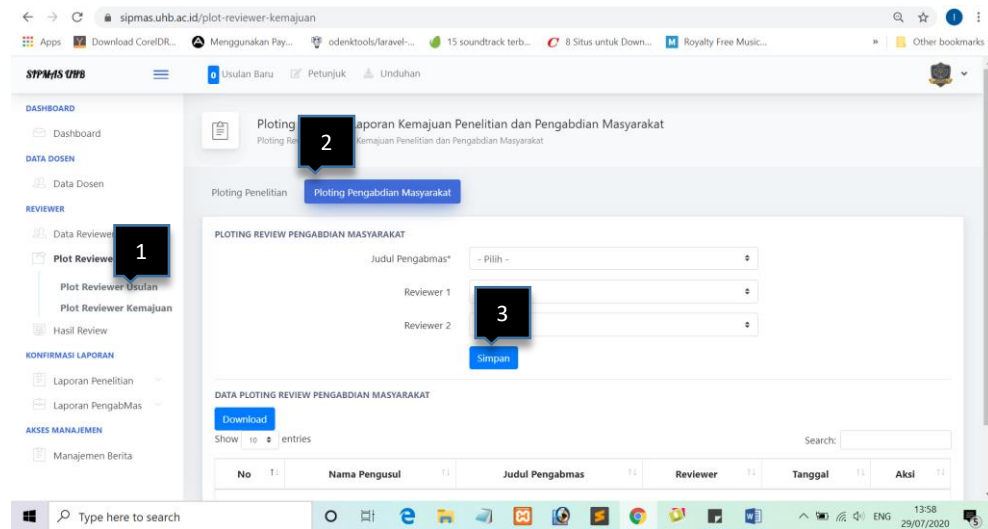 sipmas.uhb.ac.id/plot-reviewer-kemajuan
Apps Download CorelDR... Menggunakan Pay... odenktools/laravel-... 15 soundtrack terb... 8 Situs untuk Down... Royalty Free Music... » Other bookmarks
SIPMAS UHB 0 Usulan Baru Petunjuk Unduhan
DASHBOARD
Dashboard
DATA DOSEN
Data Dosen
REVIEWER
Data Reviewer
Plot Reviewe
Plot Reviewer Usulan
Plot Reviewer Kemajuan
Hasil Review
KONFIRMASI LAPORAN
Laporan Penelitian
Laporan PengabMas
AKSES MANAJEMEN
Manajemen Berita
1
2
3
Ploting aporan Kemajuan Penelitian dan Pengabdian Masyarakat
Ploting Re Kemajuan Penelitian dan Pengabdian Masyarakat
Ploting Penelitian Ploting Pengabdian Masyarakat
PLOTING REVIEW PENGABDIAN MASYARAKAT
Judul Pengabmas* - Pilih -
Reviewer 1
Reviewer 2
Simpan
DATA PLOTING REVIEW PENGABDIAN MASYARAKAT
Download
Show 10 entries Search:
No Nama Pengusul Judul Pengabmas Reviewer Tanggal Aksi
Type here to search ENG 13:58
29/07/2020 5